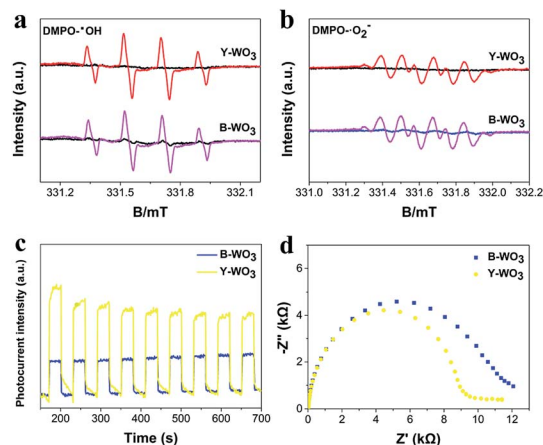 a
DMPO-•OH
Y-WO3
B-WO3
Intensity (a.u.)
331.2 331.5 331.8 332.1
B/mT
b
DMPO-•O2-
Y-WO3
B-WO3
Intensity (a.u.)
331.0 331.2 331.4 331.6 331.8 332.0 332.2
B/mT
c
B-WO3
Y-WO3
Photocurrent intensity (a.u.)
200 300 400 500 600 700
Time (s)
d
B-WO3
Y-WO3
-Z'' (kΩ)
6
4
2
0
0 2 4 6 8 10 12
Z' (kΩ)